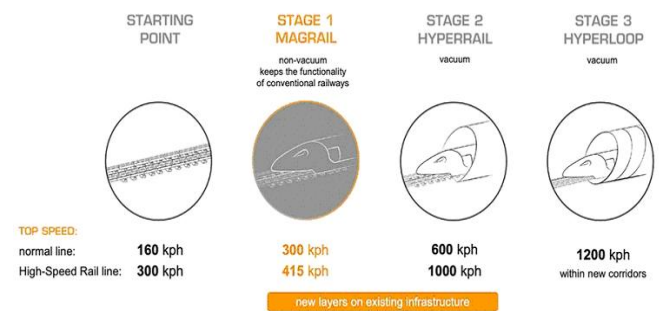 STARTING
POINT
STAGE 1
MAGRAIL
non-vacuum
keeps the functionality
of conventional railways
STAGE 2
HYPERRAIL
vacuum
STAGE 3
HYPERLOOP
vacuum
TOP SPEED:
normal line: 160 kph 300 kph 600 kph
High-Speed Rail line: 300 kph 415 kph 1000 kph
1200 kph
within new corridors
new layers on existing infrastructure